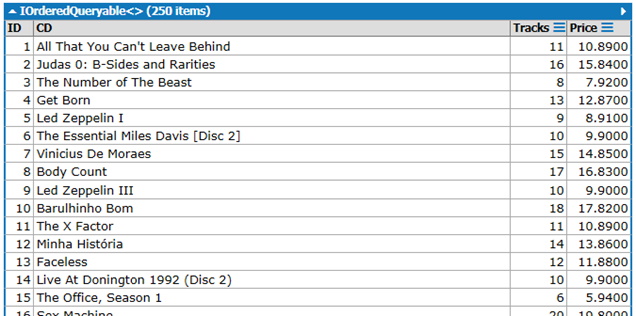 IOrderedQueryable<> (250 items)
ID CD Tracks Price
1 All That You Can't Leave Behind 11 10.8900
2 Judas 0: B-Sides and Rarities 16 15.8400
3 The Number of The Beast 8 7.9200
4 Get Born 13 12.8700
5 Led Zeppelin I 9 8.9100
6 The Essential Miles Davis [Disc 2] 10 9.9000
7 Vinicius De Moraes 15 14.8500
8 Body Count 17 16.8300
9 Led Zeppelin III 10 9.9000
10 Barulhinho Bom 18 17.8200
11 The X Factor 11 10.8900
12 Minha História 14 13.8600
13 Faceless 12 11.8800
14 Live At Donington 1992 (Disc 2) 10 9.9000
15 The Office, Season 1 6 5.9400
16 Sex Machine 20 19.8000